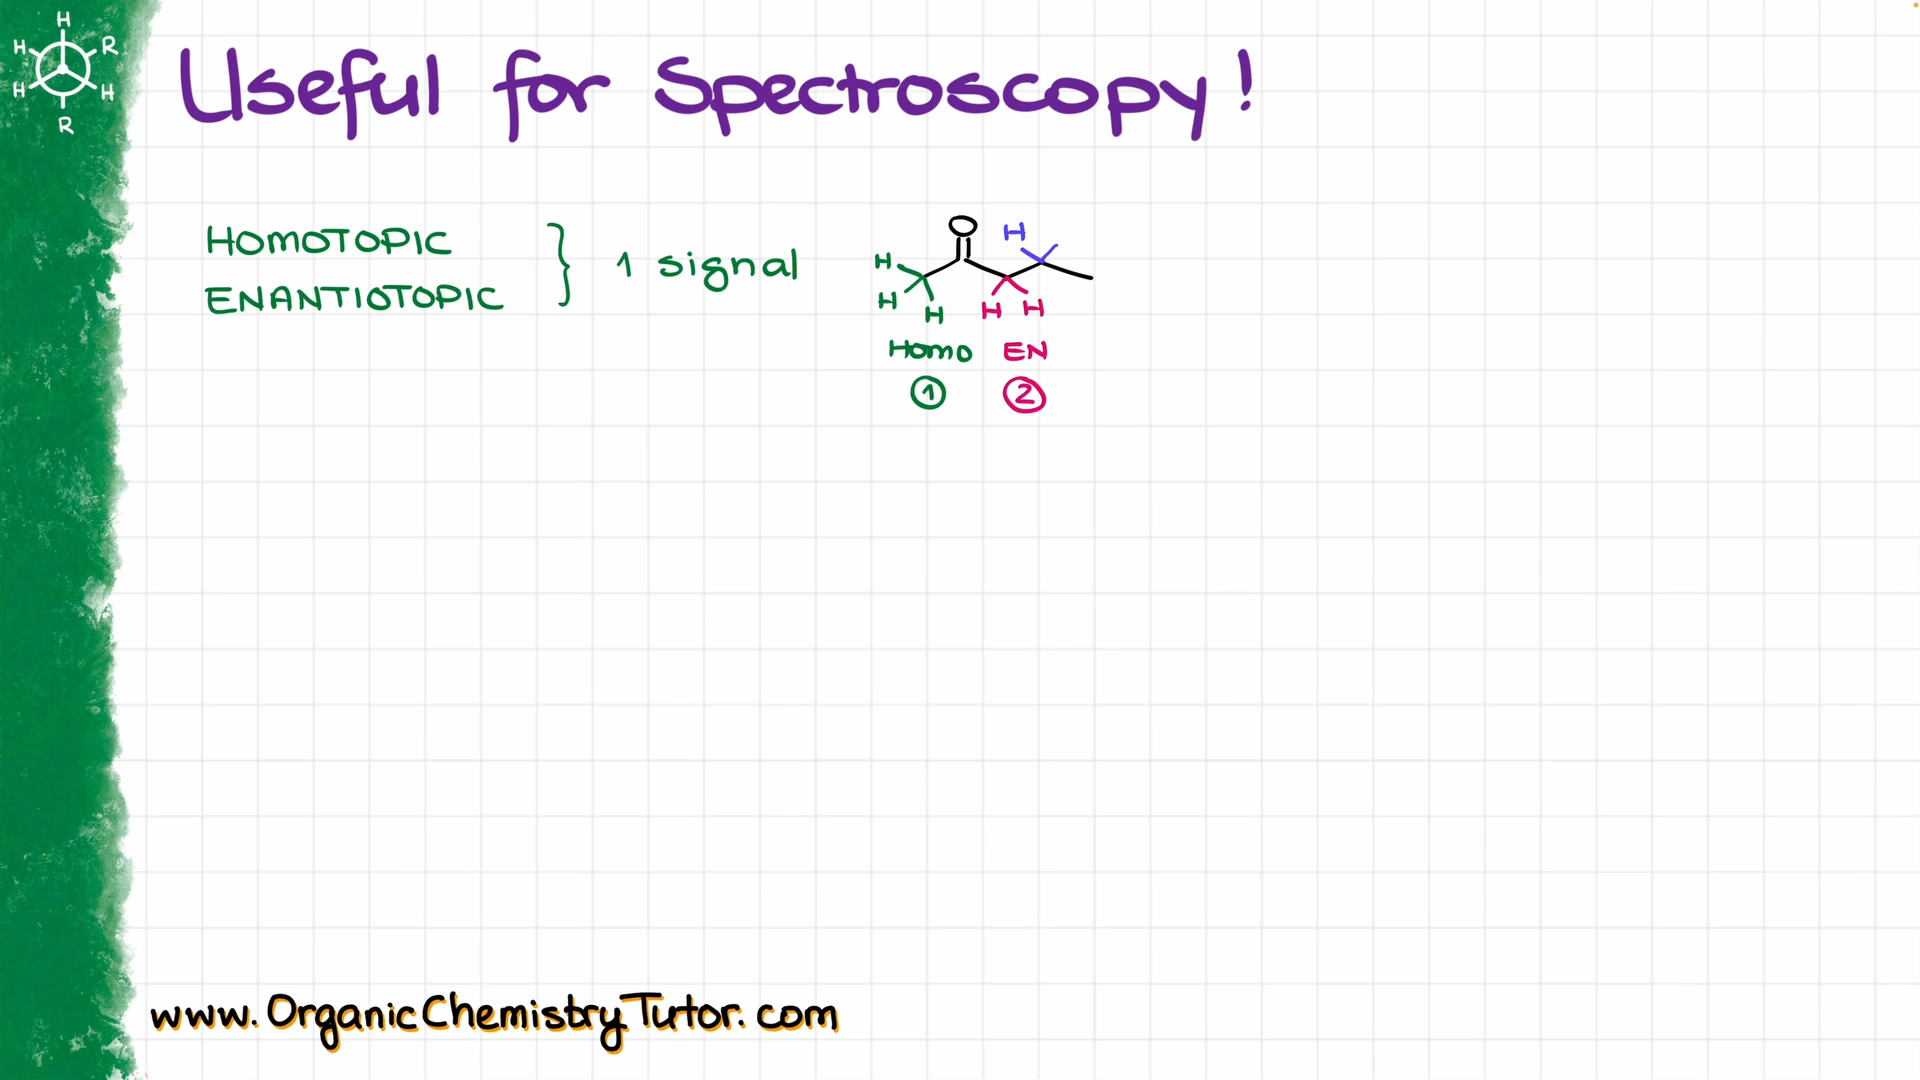 H
H R
H H
R
Useful for Spectroscopy!
HOMOTOPIC
ENANTIOTOPIC
} 1 signal
O H
H
H H H H
Homo EN
1 2
www.OrganicChemistryTutor.com